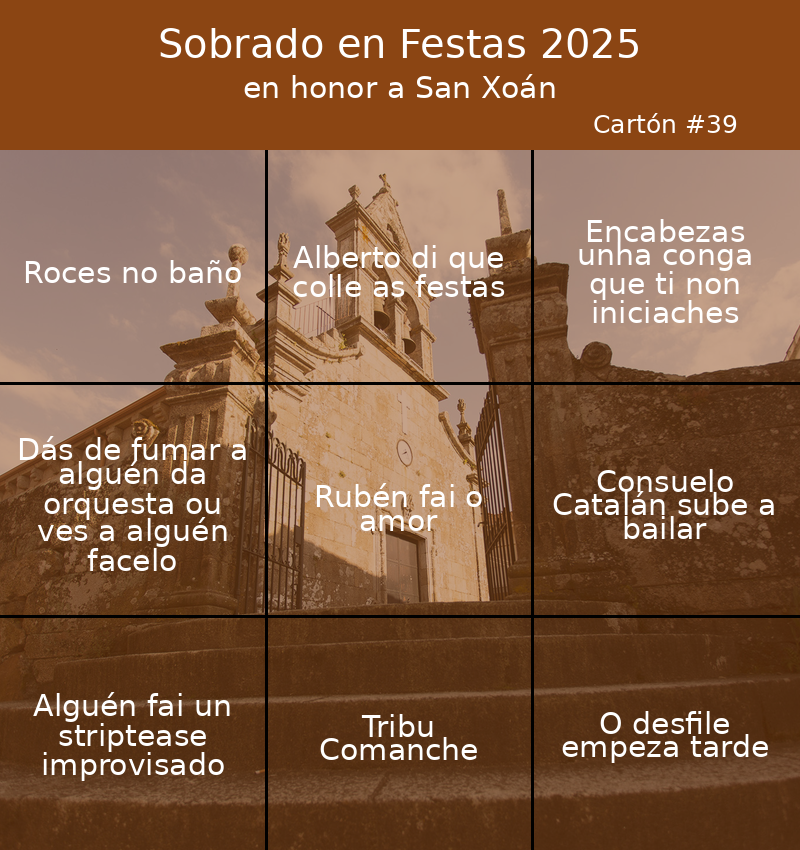 Sobrado en Festas 2025
en honor a San Xoán
Cartón #39
Roces no baño
Alberto di que
colle as festas
Encabezas
unha conga
que ti non
iniciaches
Dás de fumar a
alguén da
orquesta ou
ves a alguén
facelo
Rubén fai o
amor
Consuelo
Catalán sube a
bailar
Alguén fai un
striptease
improvisado
Tribu
Comanche
O desfile
empeza tarde